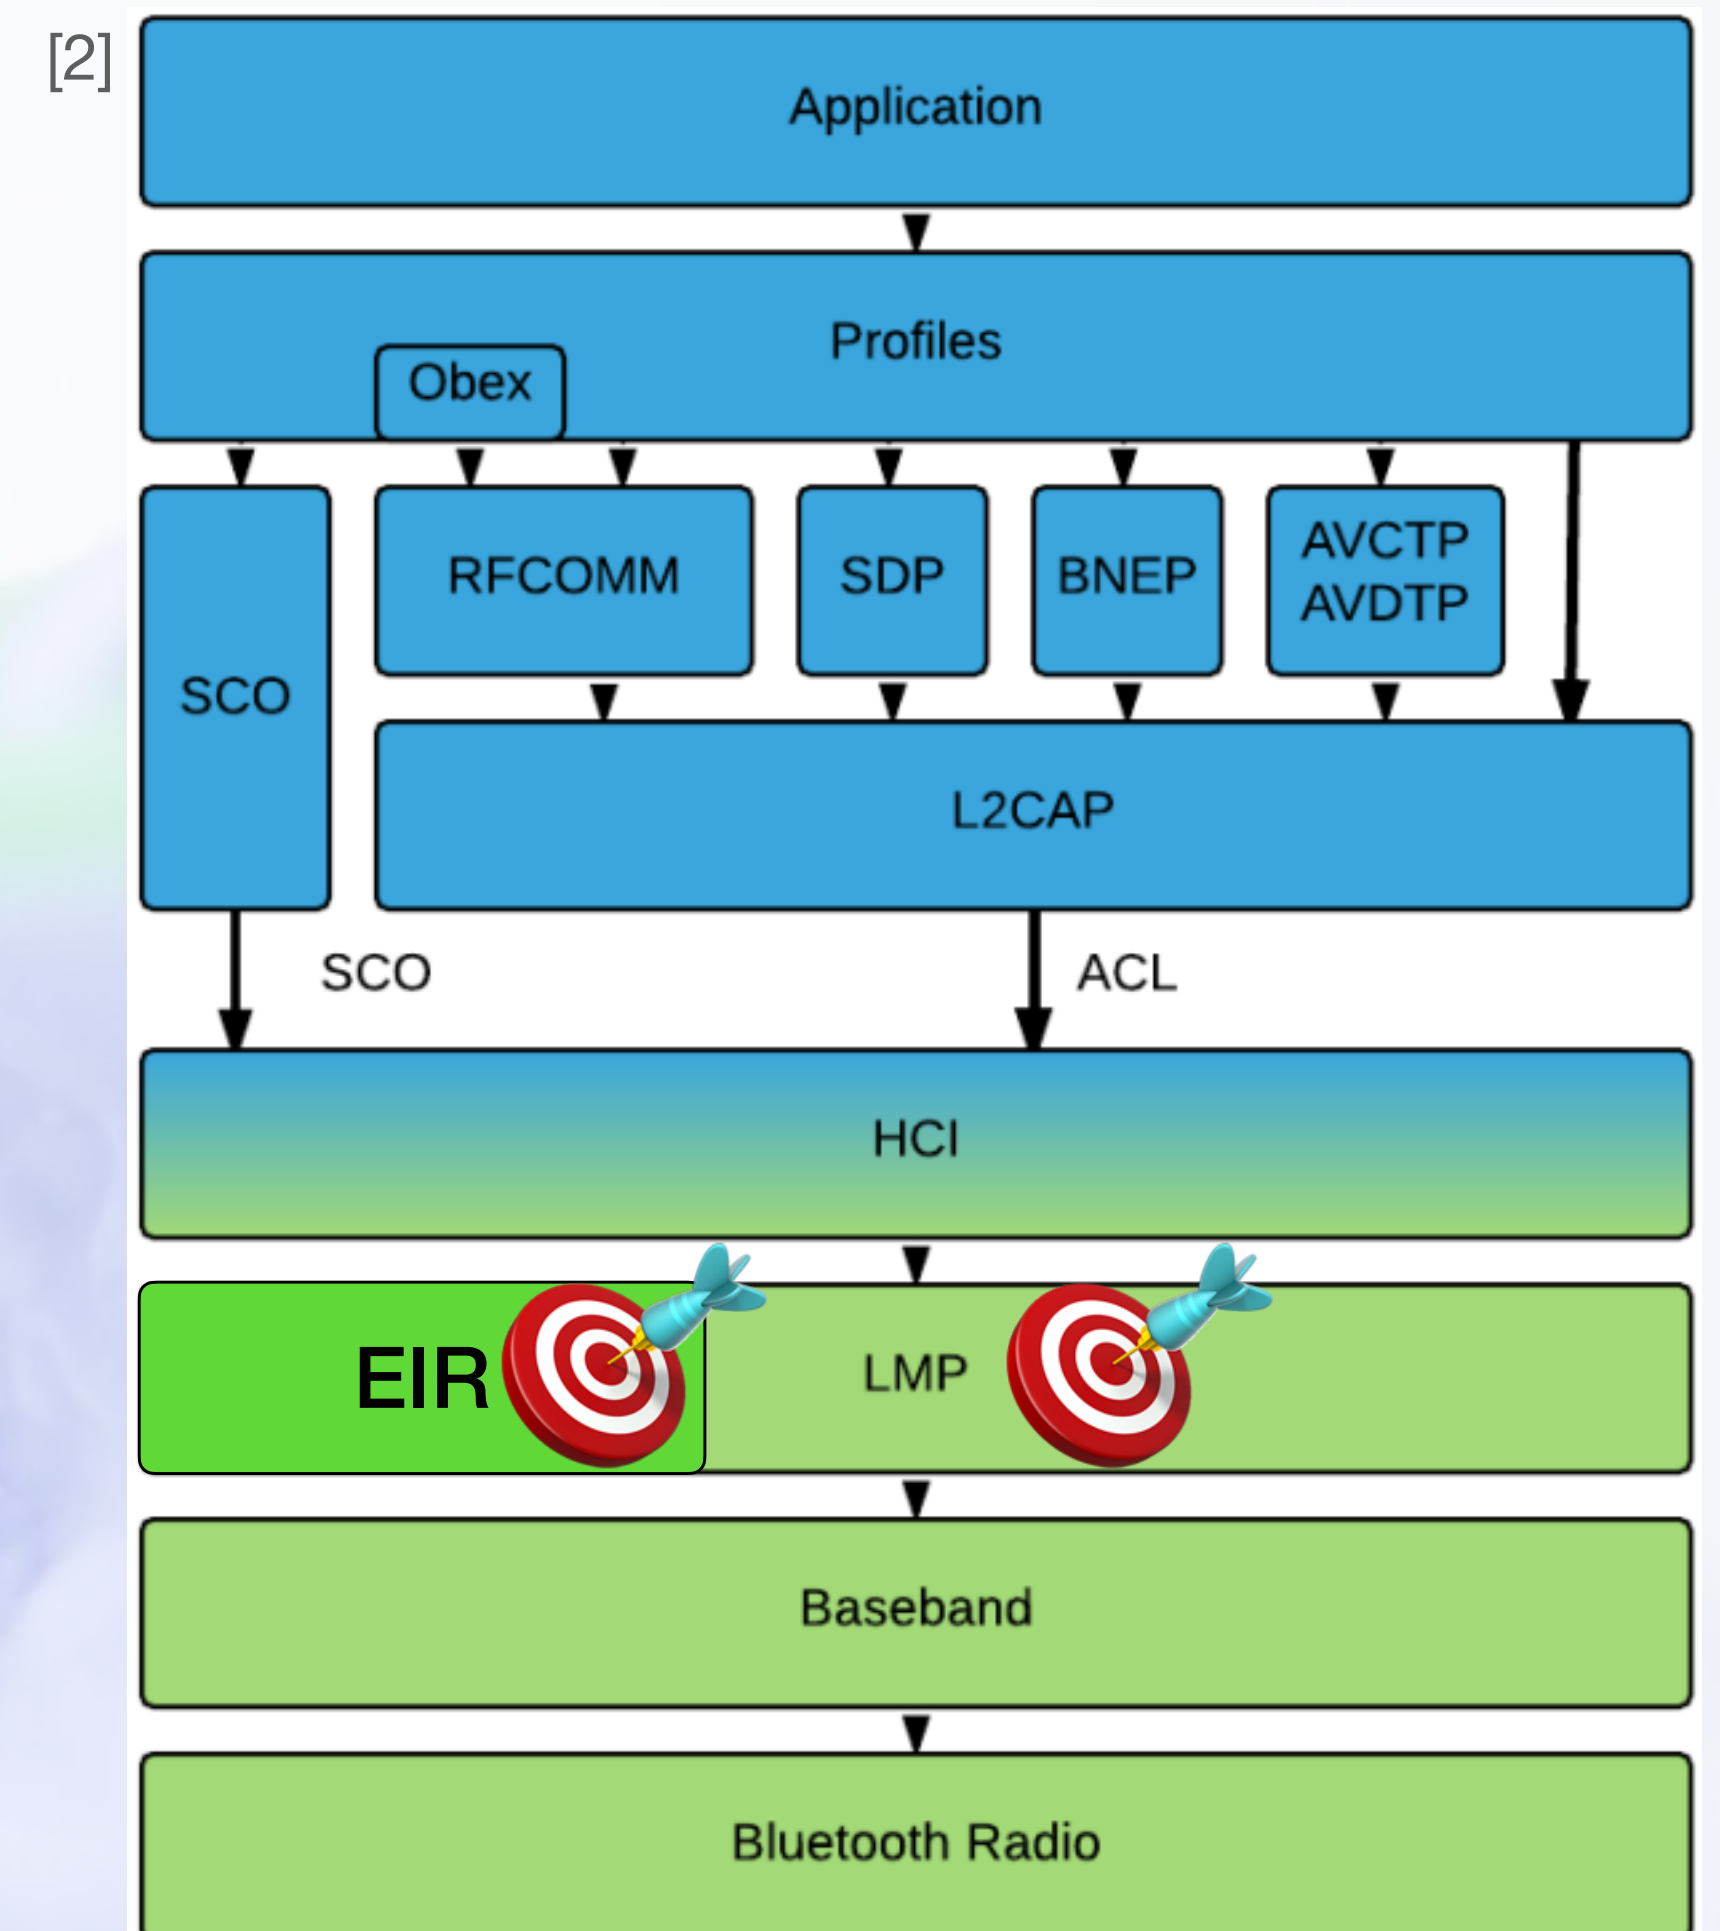 [2]
Application
Profiles
Obex
SCO
RFCOMM
SDP
BNEP
AVCTP
AVDTP
L2CAP
SCO
ACL
HCI
EIR
LMP
Baseband
Bluetooth Radio